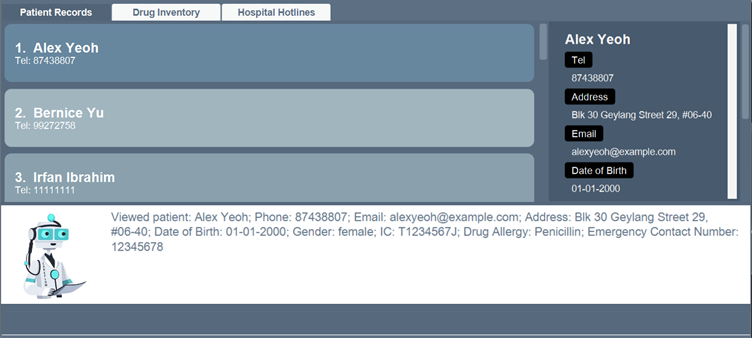 Patient Records
Drug Inventory
Hospital Hotlines
1. Alex Yeoh
Tel: 87438807
2. Bernice Yu
Tel: 99272758
3. Irfan Ibrahim
Tel: 11111111
Alex Yeoh
Tel
87438807
Address
Blk 30 Geylang Street 29, #06-40
Email
alexyeoh@example.com
Date of Birth
01-01-2000
Viewed patient: Alex Yeoh; Phone: 87438807; Email: alexyeoh@example.com; Address: Blk 30 Geylang Street 29,
#06-40; Date of Birth: 01-01-2000; Gender: female; IC: T1234567J; Drug Allergy: Penicillin; Emergency Contact Number:
12345678